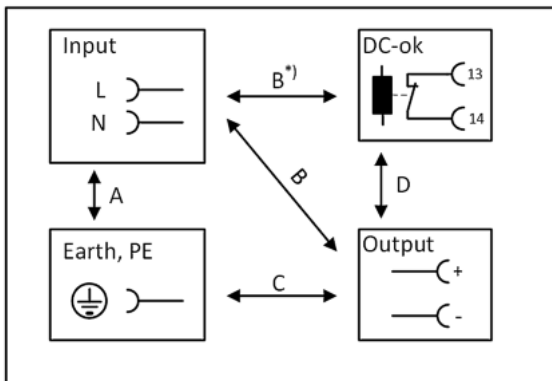 Input
L
N
B*)
DC-ok
13
14
A
B
D
Earth, PE
C
Output
+
-